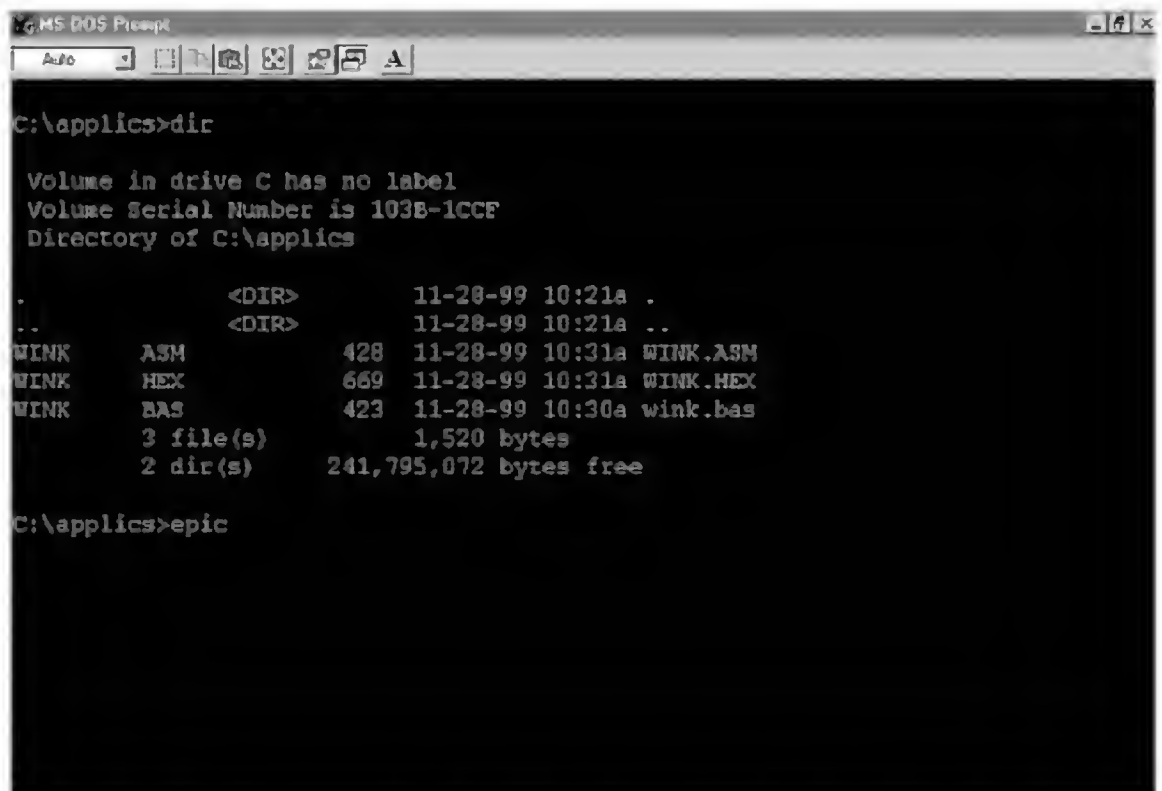 MS DOS Prompt
Auto A
C:\applics>dir
Volume in drive C has no label
Volume Serial Number is 103B-1CCF
Directory of C:\applics
. <DIR> 11-28-99 10:21a .
.. <DIR> 11-28-99 10:21a ..
WINK ASM 428 11-28-99 10:31a WINK.ASM
WINK HEX 669 11-28-99 10:31a WINK.HEX
WINK BAS 423 11-28-99 10:30a wink.bas
3 file(s) 1,520 bytes
2 dir(s) 241,795,072 bytes free
C:\applics>epic